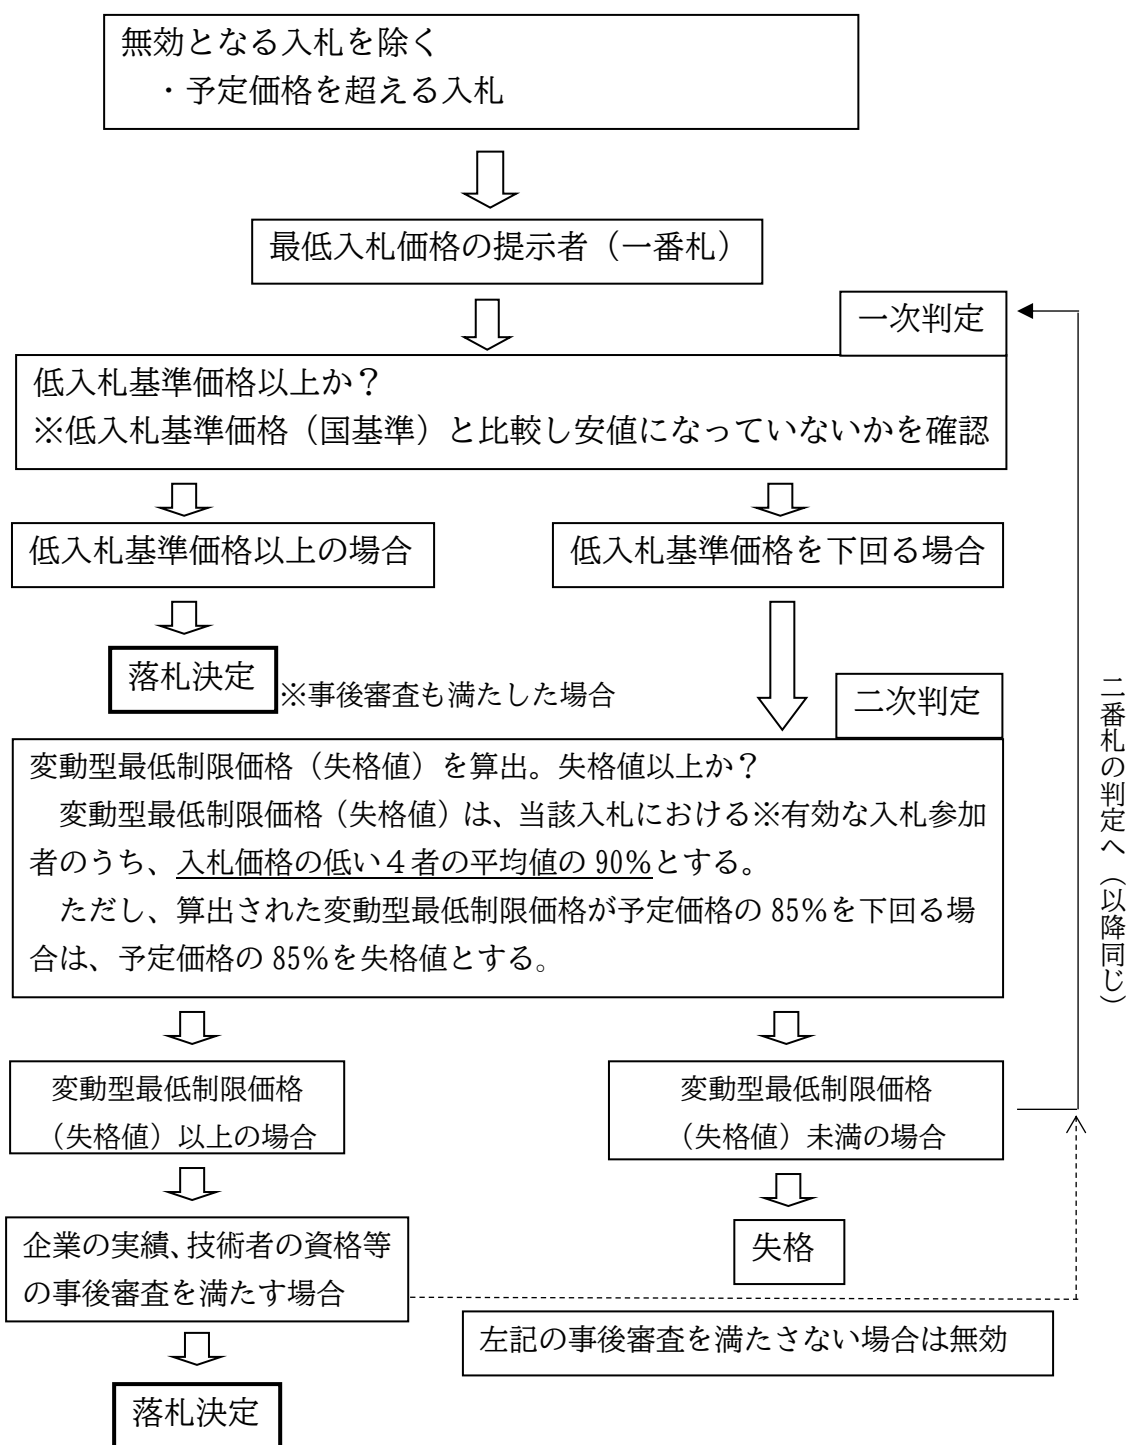 無効となる入札を除く
・予定価格を超える入札
最低入札価格の提示者（一番札）
一次判定
低入札基準価格以上か？
※低入札基準価格（国基準）と比較し安値になっていないかを確認
低入札基準価格以上の場合
低入札基準価格を下回る場合
落札決定
※事後審査も満たした場合
二次判定
変動型最低制限価格（失格値）を算出。失格値以上か？
変動型最低制限価格（失格値）は、当該入札における※有効な入札参加
者のうち、入札価格の低い４者の平均値の 90％とする。
ただし、算出された変動型最低制限価格が予定価格の 85％を下回る場
合は、予定価格の 85％を失格値とする。
二番札の判定へ（以降同じ）
変動型最低制限価格
（失格値）以上の場合
変動型最低制限価格
（失格値）未満の場合
企業の実績、技術者の資格等
の事後審査を満たす場合
失格
左記の事後審査を満たさない場合は無効
落札決定